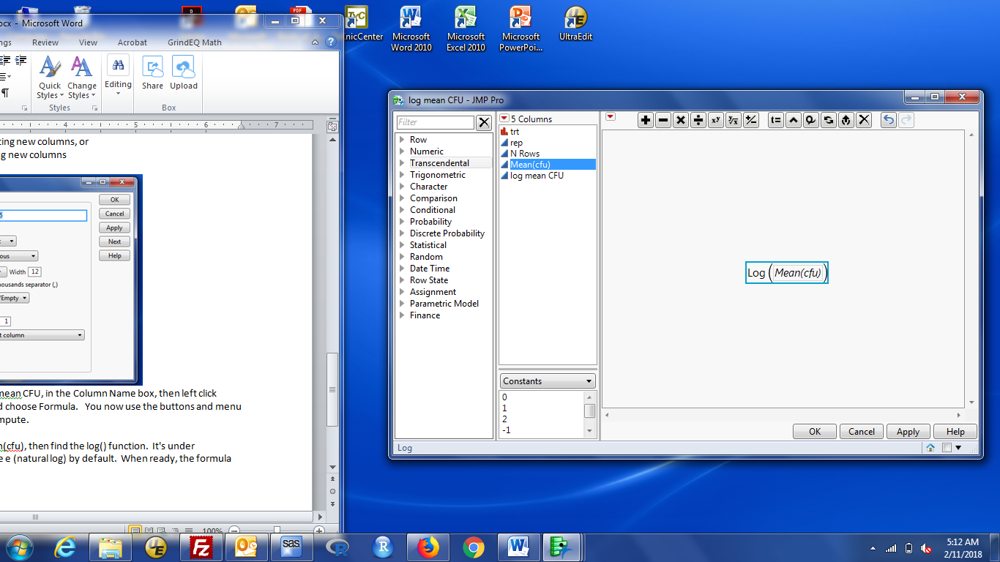 ocx - Microsoft Word
ngs Review View Acrobat GrindEQ Math
Quick Styles
Change Styles
Editing
Share
Upload
Styles
Box
4 5 6 7
ting new columns, or
g new columns
OK
Cancel
Apply
Next
Help
ous
Width 12
ousands separator (,)
/Empty
1
t column
mean CFU, in the Column Name box, then left click
d choose Formula. You now use the buttons and menu
mpute.
n(cfu), then find the log() function. It's under
e e (natural log) by default. When ready, the formula
100%
PDF
TXC
nicCenter
Microsoft Word 2010
Microsoft Excel 2010
Microsoft PowerPoi...
UltraEdit
log mean CFU - JMP Pro
Filter
Row
Numeric
Transcendental
Trigonometric
Character
Comparison
Conditional
Probability
Discrete Probability
Statistical
Random
Date Time
Row State
Assignment
Parametric Model
Finance
5 Columns
trt
rep
N Rows
Mean(cfu)
log mean CFU
Constants
0
1
2
-1
t=
Log (Mean(cfu))
OK Cancel Apply Help
Log
sas
5:12 AM
2/11/2018